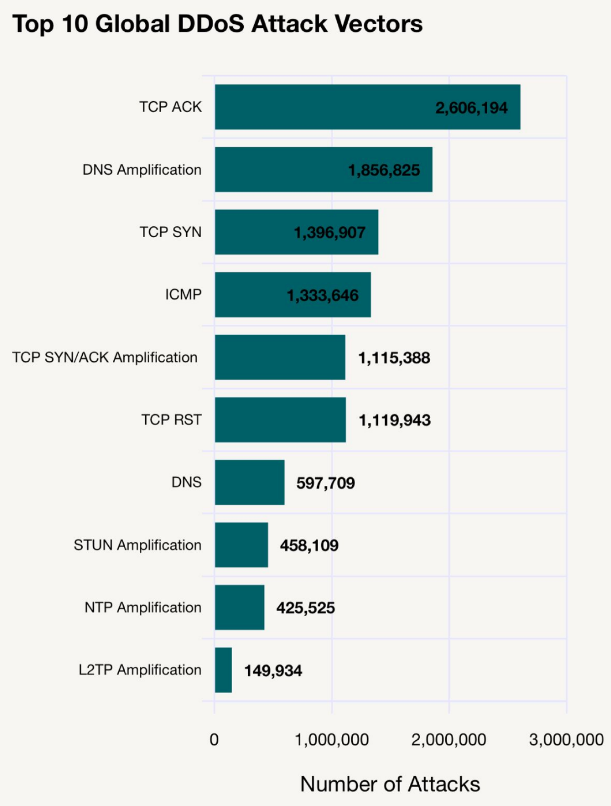 Top 10 Global DDoS Attack Vectors
TCP ACK 2,606,194
DNS Amplification 1,856,825
TCP SYN 1,396,907
ICMP 1,333,646
TCP SYN/ACK Amplification 1,115,388
TCP RST 1,119,943
DNS 597,709
STUN Amplification 458,109
NTP Amplification 425,525
L2TP Amplification 149,934
0 1,000,000 2,000,000 3,000,000
Number of Attacks